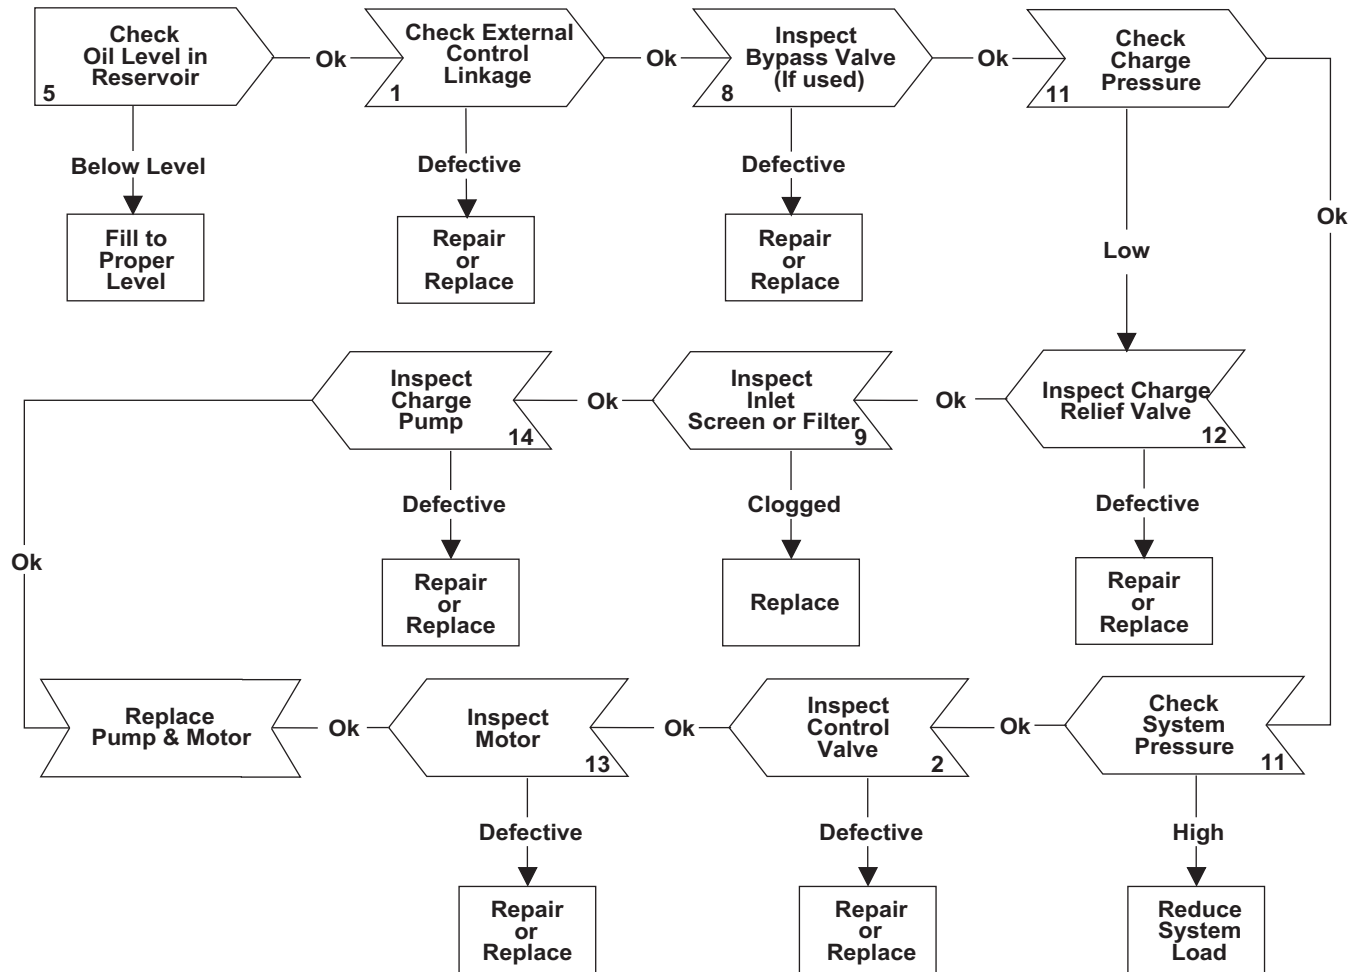 Check
Oil Level in
Reservoir
5
Ok
Check External
Control
Linkage
1
Ok
Inspect
Bypass Valve
(If used)
8
Ok
Check
Charge
Pressure
11
Below Level
Defective
Defective
Ok
Fill to
Proper
Level
Repair
or
Replace
Repair
or
Replace
Low
Inspect
Charge
Pump
14
Ok
Inspect
Inlet
Screen or Filter
9
Ok
Inspect Charge
Relief Valve
12
Defective
Clogged
Defective
Ok
Repair
or
Replace
Replace
Repair
or
Replace
Replace
Pump & Motor
Ok
Inspect
Motor
13
Ok
Inspect
Control
Valve
2
Ok
Check
System
Pressure
11
Defective
Defective
High
Repair
or
Replace
Repair
or
Replace
Reduce
System
Load